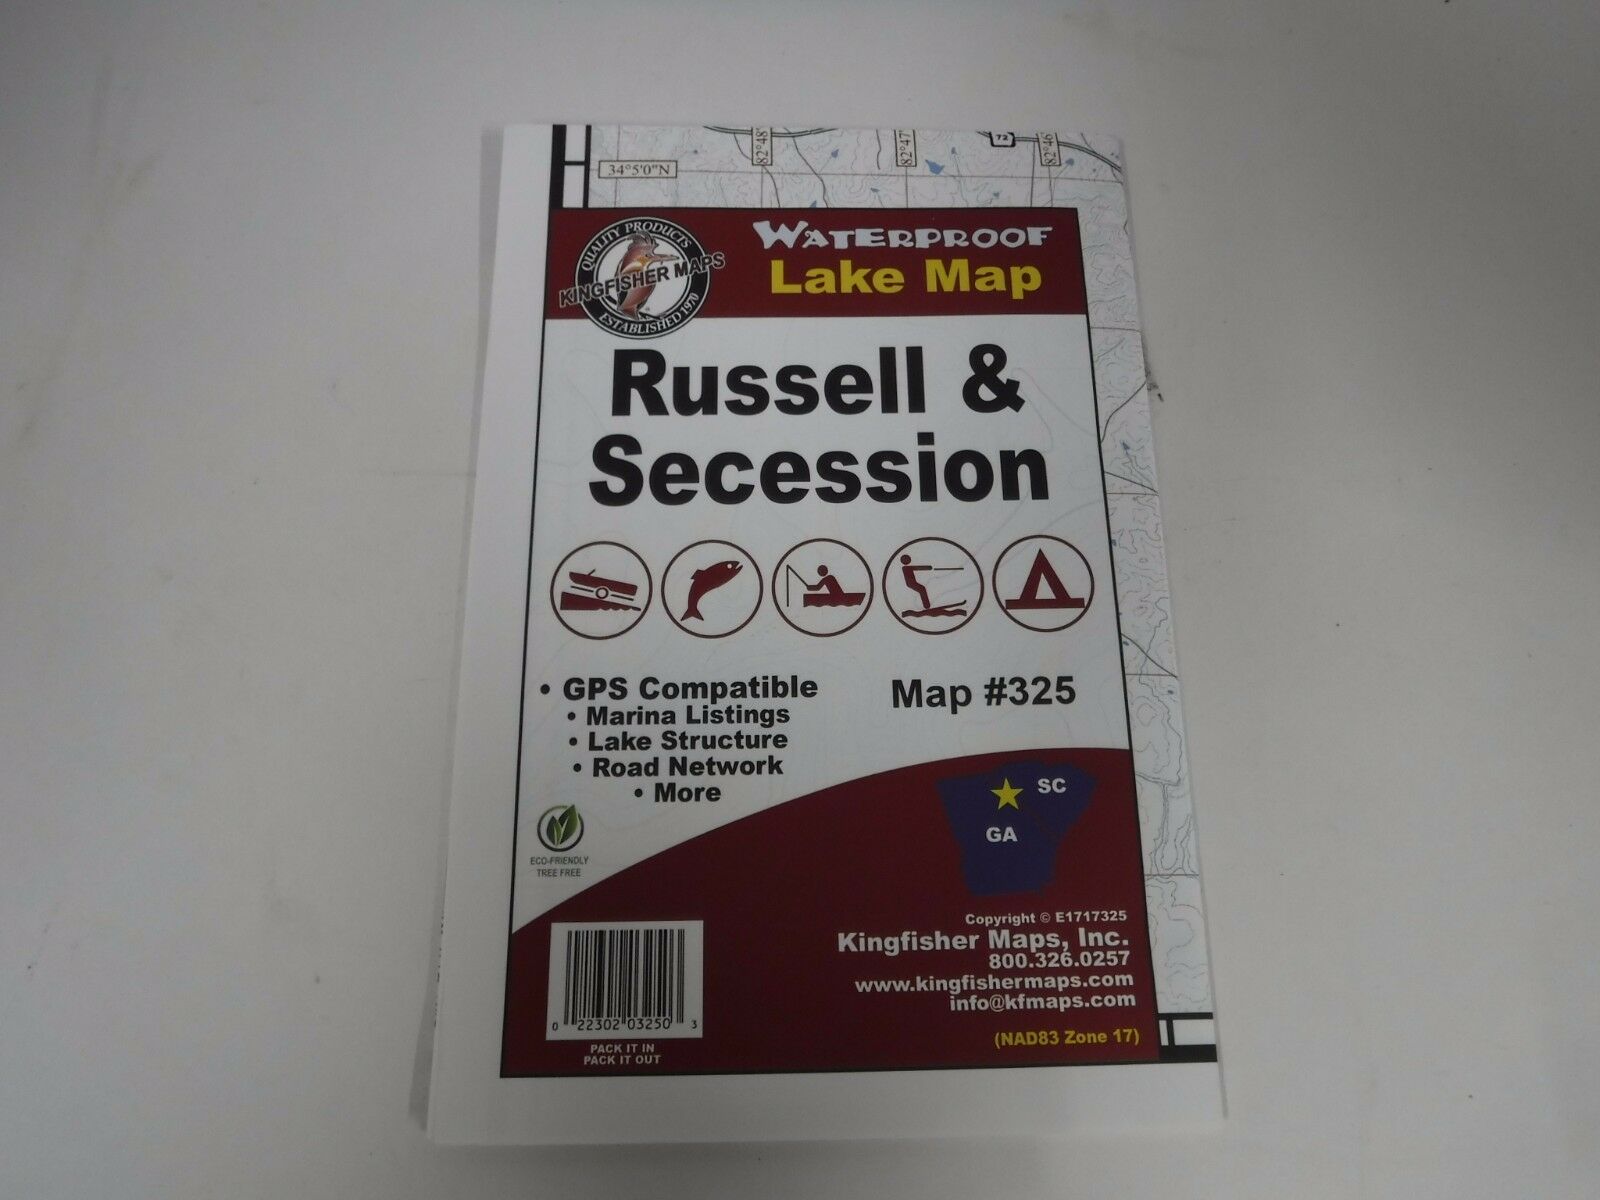 82°48'
82°47'
72
82°46'
34°5'0"N
QUALITY PRODUCTS
KINGFISHER MAPS
ESTABLISHED 1970
WATERPROOF
Lake Map
Russell &
Secession
• GPS Compatible
• Marina Listings
• Lake Structure
• Road Network
• More
Map #325
SC
GA
ECO-FRIENDLY
TREE FREE
Copyright © E1717325
Kingfisher Maps, Inc.
800.326.0257
www.kingfishermaps.com
info@kfmaps.com
(NAD83 Zone 17)
0 22302 03250 3
PACK IT IN
PACK IT OUT